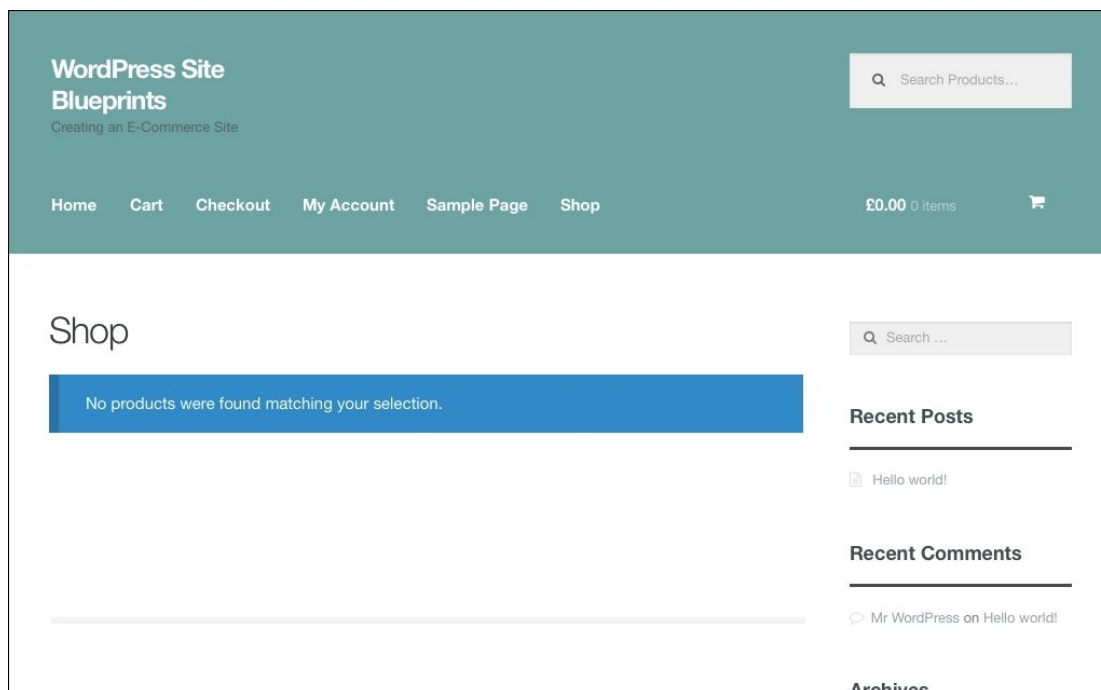 WordPress Site
Blueprints
Creating an E-Commerce Site
Search Products...
Home Cart Checkout My Account Sample Page Shop
£0.00 0 items
Shop
No products were found matching your selection.
Search ...
Recent Posts
Hello world!
Recent Comments
Mr WordPress on Hello world!
Archives